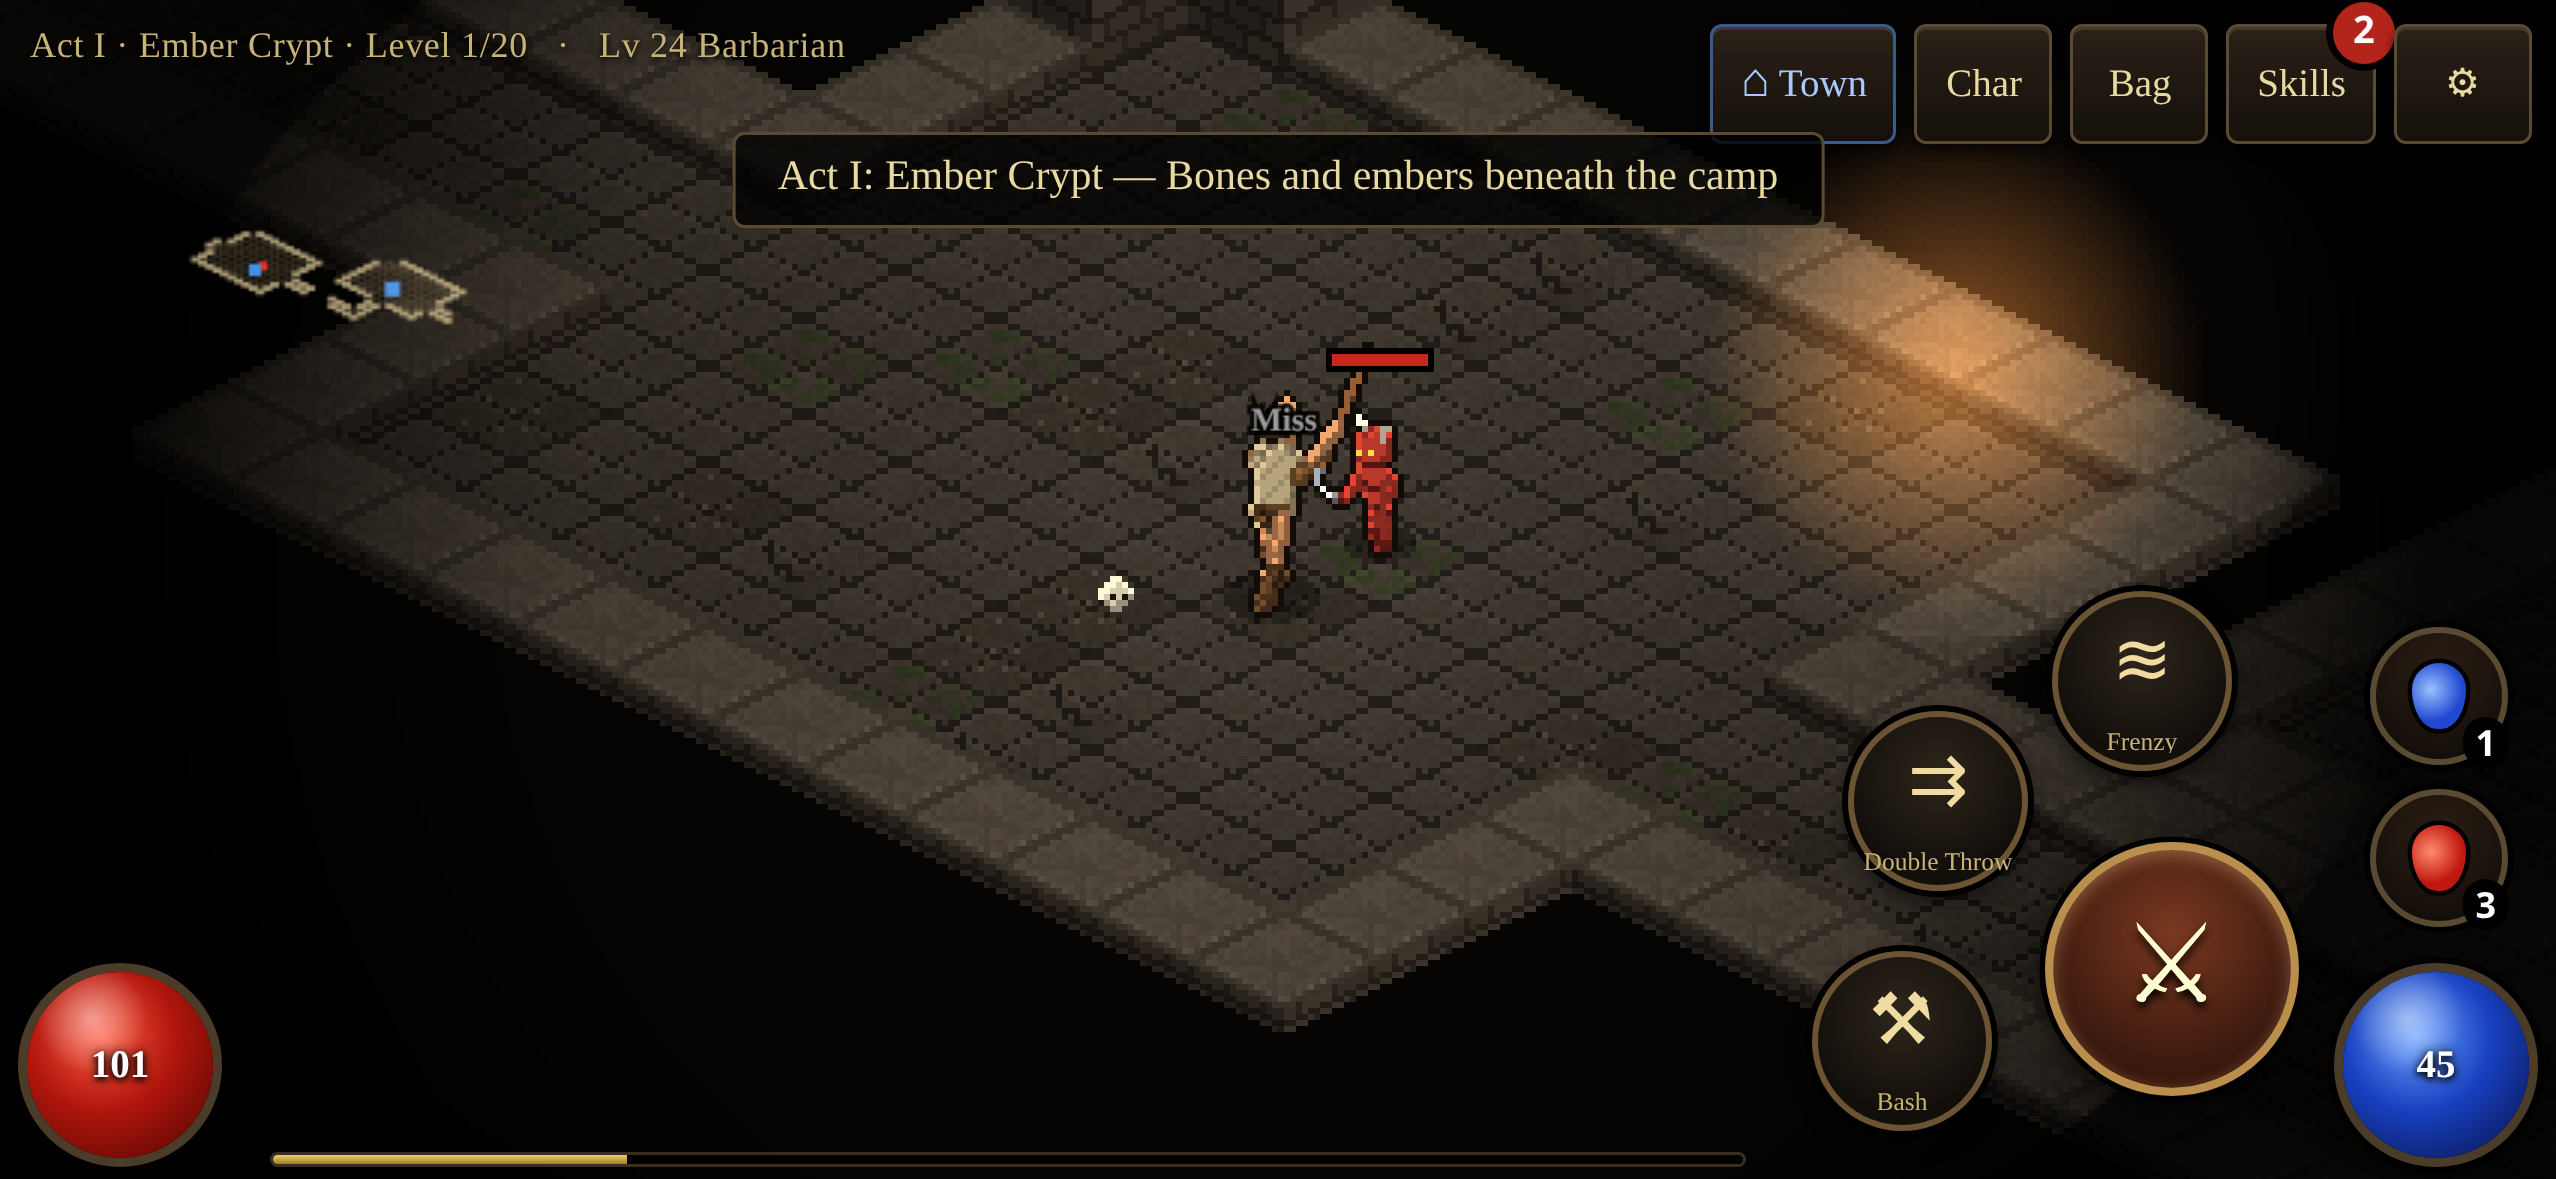 Act I · Ember Crypt · Level 1/20 · Lv 24 Barbarian
2
Town
Char
Bag
Skills
Act I: Ember Crypt — Bones and embers beneath the camp
Miss
Frenzy
1
Double Throw
3
Bash
101
45